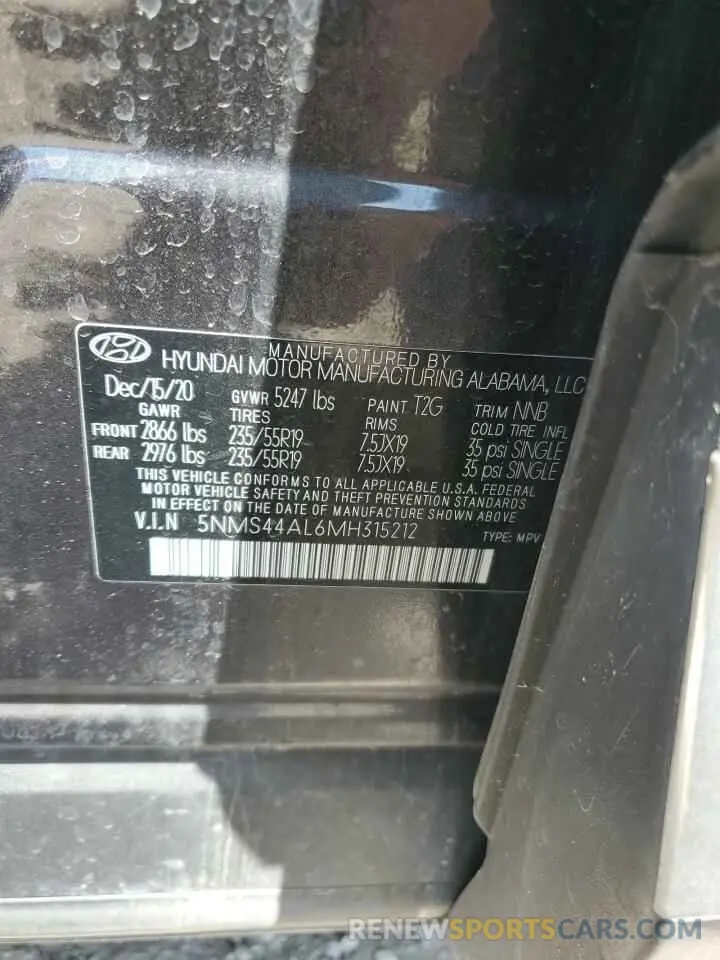 MANUFACTURED BY
HYUNDAI MOTOR MANUFACTURING ALABAMA, LLC
Dec/15/20 GVWR 5247 lbs PAINT T2G TRIM NNB
GAWR TIRES RIMS COLD TIRE INFL
FRONT 2866 lbs 235/55R19 7.5JX19 35 psi SINGLE
REAR 2976 lbs 235/55R19 7.5JX19 35 psi SINGLE
THIS VEHICLE CONFORMS TO ALL APPLICABLE U.S.A. FEDERAL
MOTOR VEHICLE SAFETY AND THEFT PREVENTION STANDARDS
IN EFFECT ON THE DATE OF MANUFACTURE SHOWN ABOVE
V.I.N 5NMS44AL6MH315212 TYPE: MPV
RENEWSPORTSCARS.COM